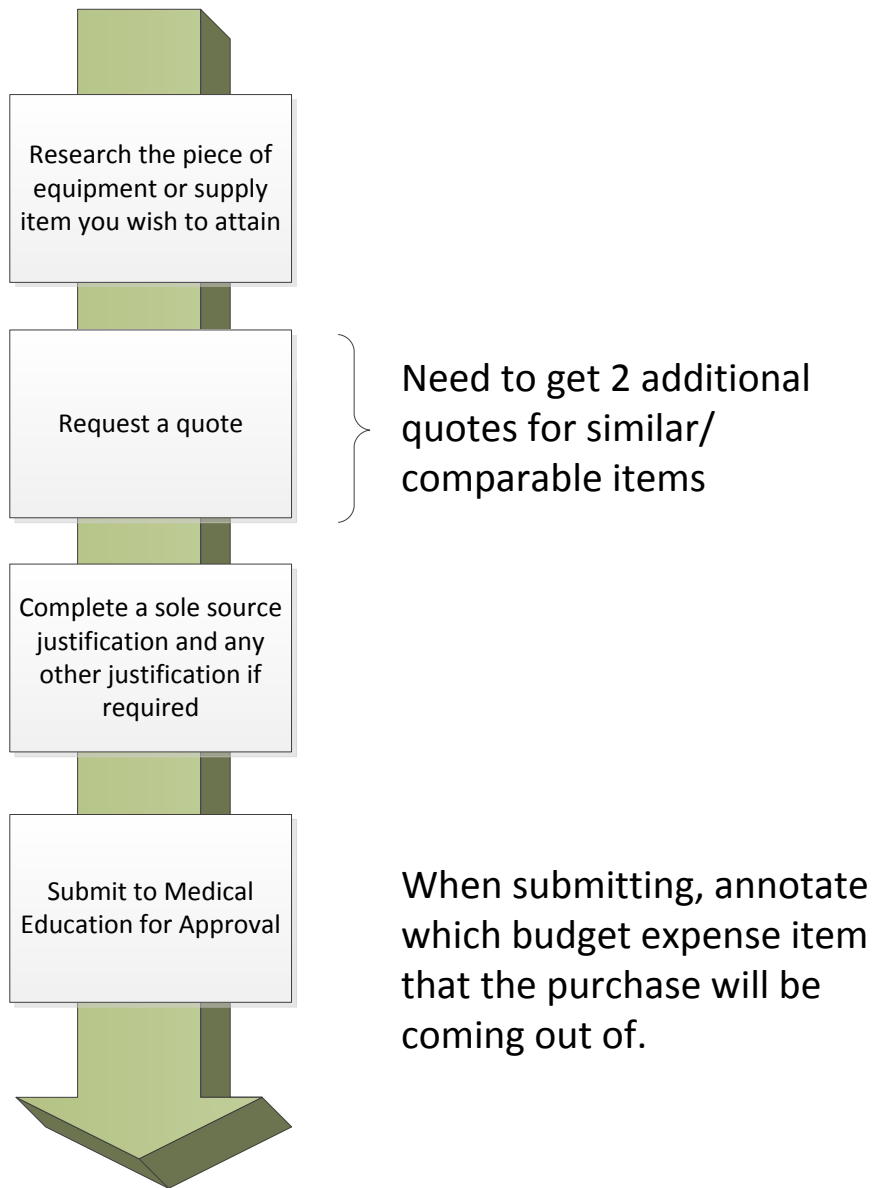 Research the piece of
equipment or supply
item you wish to attain
Request a quote
Need to get 2 additional
quotes for similar/
comparable items
Complete a sole source
justification and any
other justification if
required
Submit to Medical
Education for Approval
When submitting, annotate
which budget expense item
that the purchase will be
coming out of.